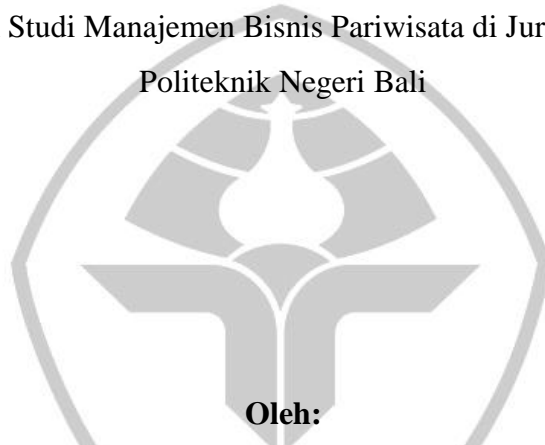 Studi Manajemen Bisnis Pariwisata di Jur
Politeknik Negeri Bali
Oleh: